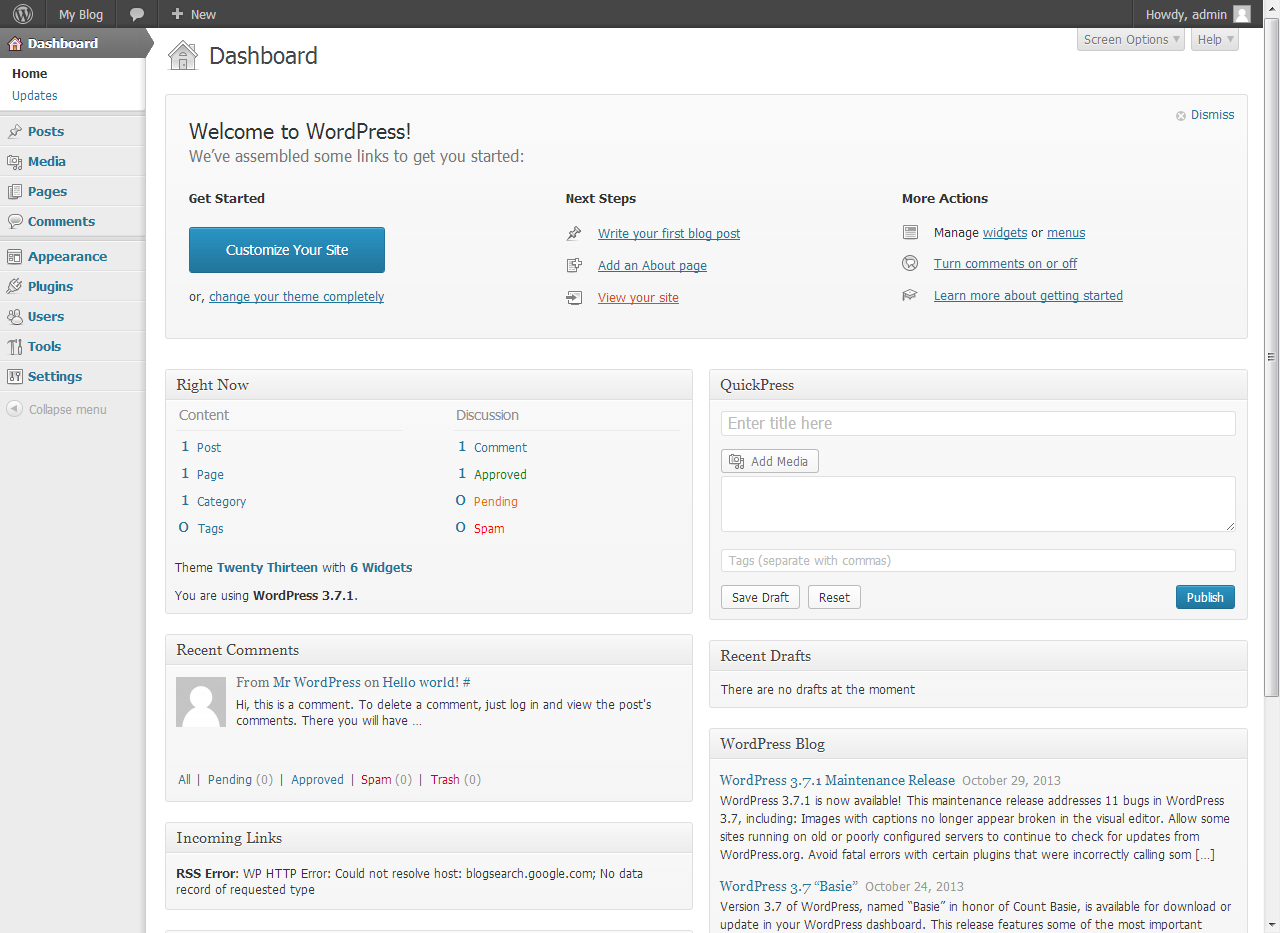 My Blog
New
Howdy, admin
Dashboard
Home
Updates
Posts
Media
Pages
Comments
Appearance
Plugins
Users
Tools
Settings
Collapse menu
Screen Options
Help
Dashboard
Dismiss
Welcome to WordPress!
We’ve assembled some links to get you started:
Get Started
Customize Your Site
or, change your theme completely
Next Steps
Write your first blog post
Add an About page
View your site
More Actions
Manage widgets or menus
Turn comments on or off
Learn more about getting started
Right Now
Content
1 Post
1 Page
1 Category
0 Tags
Discussion
1 Comment
1 Approved
0 Pending
0 Spam
Theme Twenty Thirteen with 6 Widgets
You are using WordPress 3.7.1.
Recent Comments
From Mr WordPress on Hello world! #
Hi, this is a comment. To delete a comment, just log in and view the post's
comments. There you will have ...
All | Pending (0) | Approved | Spam (0) | Trash (0)
Incoming Links
RSS Error: WP HTTP Error: Could not resolve host: blogsearch.google.com; No data
record of requested type
QuickPress
Enter title here
Add Media
Tags (separate with commas)
Save Draft
Reset
Publish
Recent Drafts
There are no drafts at the moment
WordPress Blog
WordPress 3.7.1 Maintenance Release October 29, 2013
WordPress 3.7.1 is now available! This maintenance release addresses 11 bugs in WordPress
3.7, including: Images with captions no longer appear broken in the visual editor. Allow some
sites running on old or poorly configured servers to continue to check for updates from
WordPress.org. Avoid fatal errors with certain plugins that were incorrectly calling som [...]
WordPress 3.7 “Basie” October 24, 2013
Version 3.7 of WordPress, named “Basie” in honor of Count Basie, is available for download or
update in your WordPress dashboard. This release features some of the most important